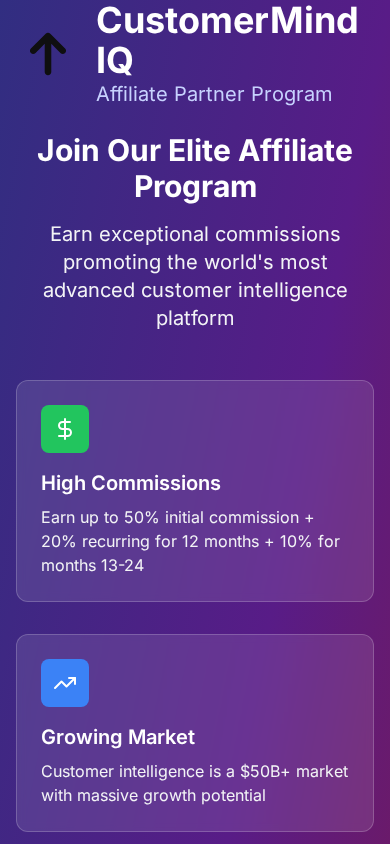 CustomerMind
IQ
Affiliate Partner Program
Join Our Elite Affiliate
Program
Earn exceptional commissions
promoting the world's most
advanced customer intelligence
platform
$
High Commissions
Earn up to 50% initial commission +
20% recurring for 12 months + 10% for
months 13-24
Growing Market
Customer intelligence is a $50B+ market
with massive growth potential